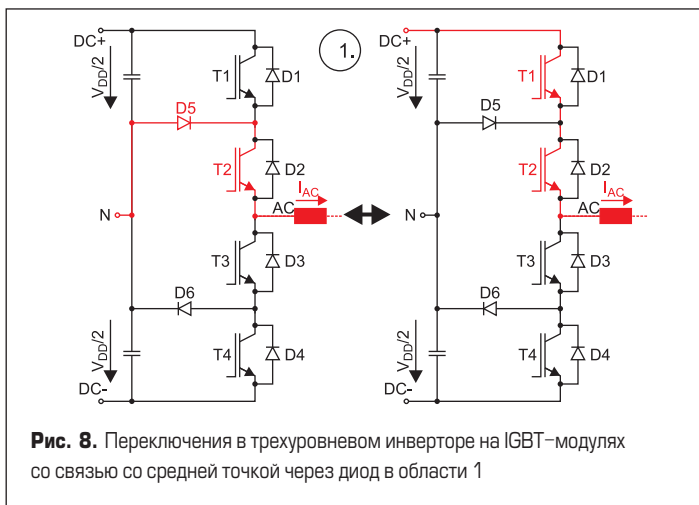 DC+
V_DD/2
T1
D1
D5
T2
D2
I_AC
N
AC
T3
D3
D6
V_DD/2
T4
D4
DC-
1.
DC+
V_DD/2
T1
D1
D5
T2
D2
I_AC
N
AC
T3
D3
D6
V_DD/2
T4
D4
DC-
Рис. 8. Переключения в трехуровневом инверторе на IGBT-модулях
со связью со средней точкой через диод в области 1